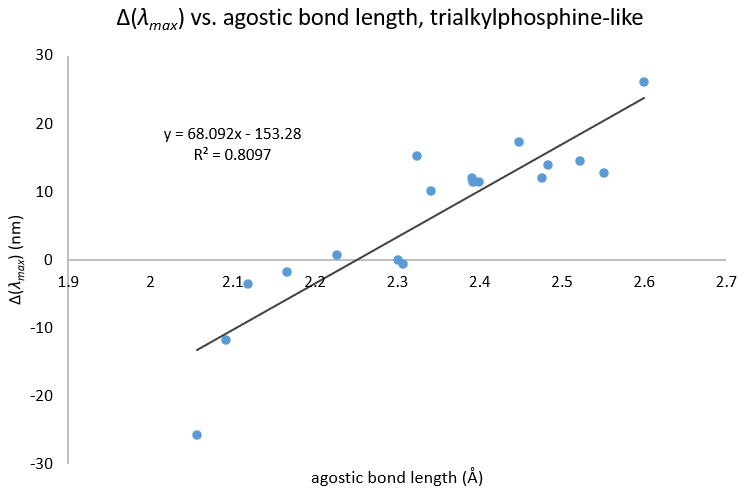 Δ(λmax) vs. agostic bond length, trialkylphosphine-like
30
20
10
0
-10
-20
-30
y = 68.092x - 153.28
R² = 0.8097
1.9 2 2.1 2.2 2.3 2.4 2.5 2.6 2.7
Δ(λmax) (nm)
agostic bond length (Å)